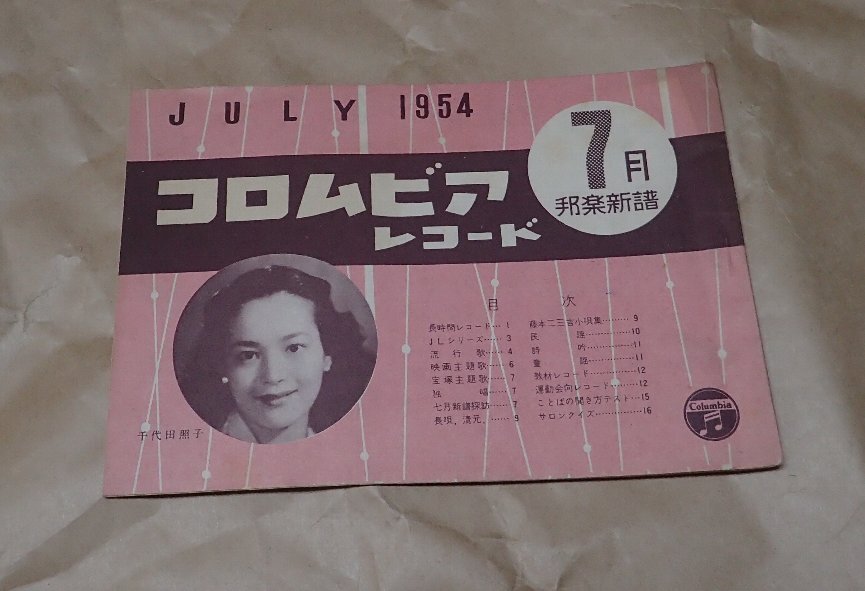 JULY 1954
7月
邦楽新譜
コロムビア
レコード
目次
長時間レコード… 1
JLシリーズ……… 3
流行歌……… 4
映画主題歌……… 6
宝塚主題歌……… 7
独唱……… 7
七月新譜探訪…… 7
長唄，清元．…… 9
藤本二三吉小唄集……… 9
民謡…………10
詩吟…………11
童謡…………11
教材レコード…………12
運動会向レコード………12
ことばの聞き方テスト…15
サロンクイズ……………16
千代田照子
Columbia